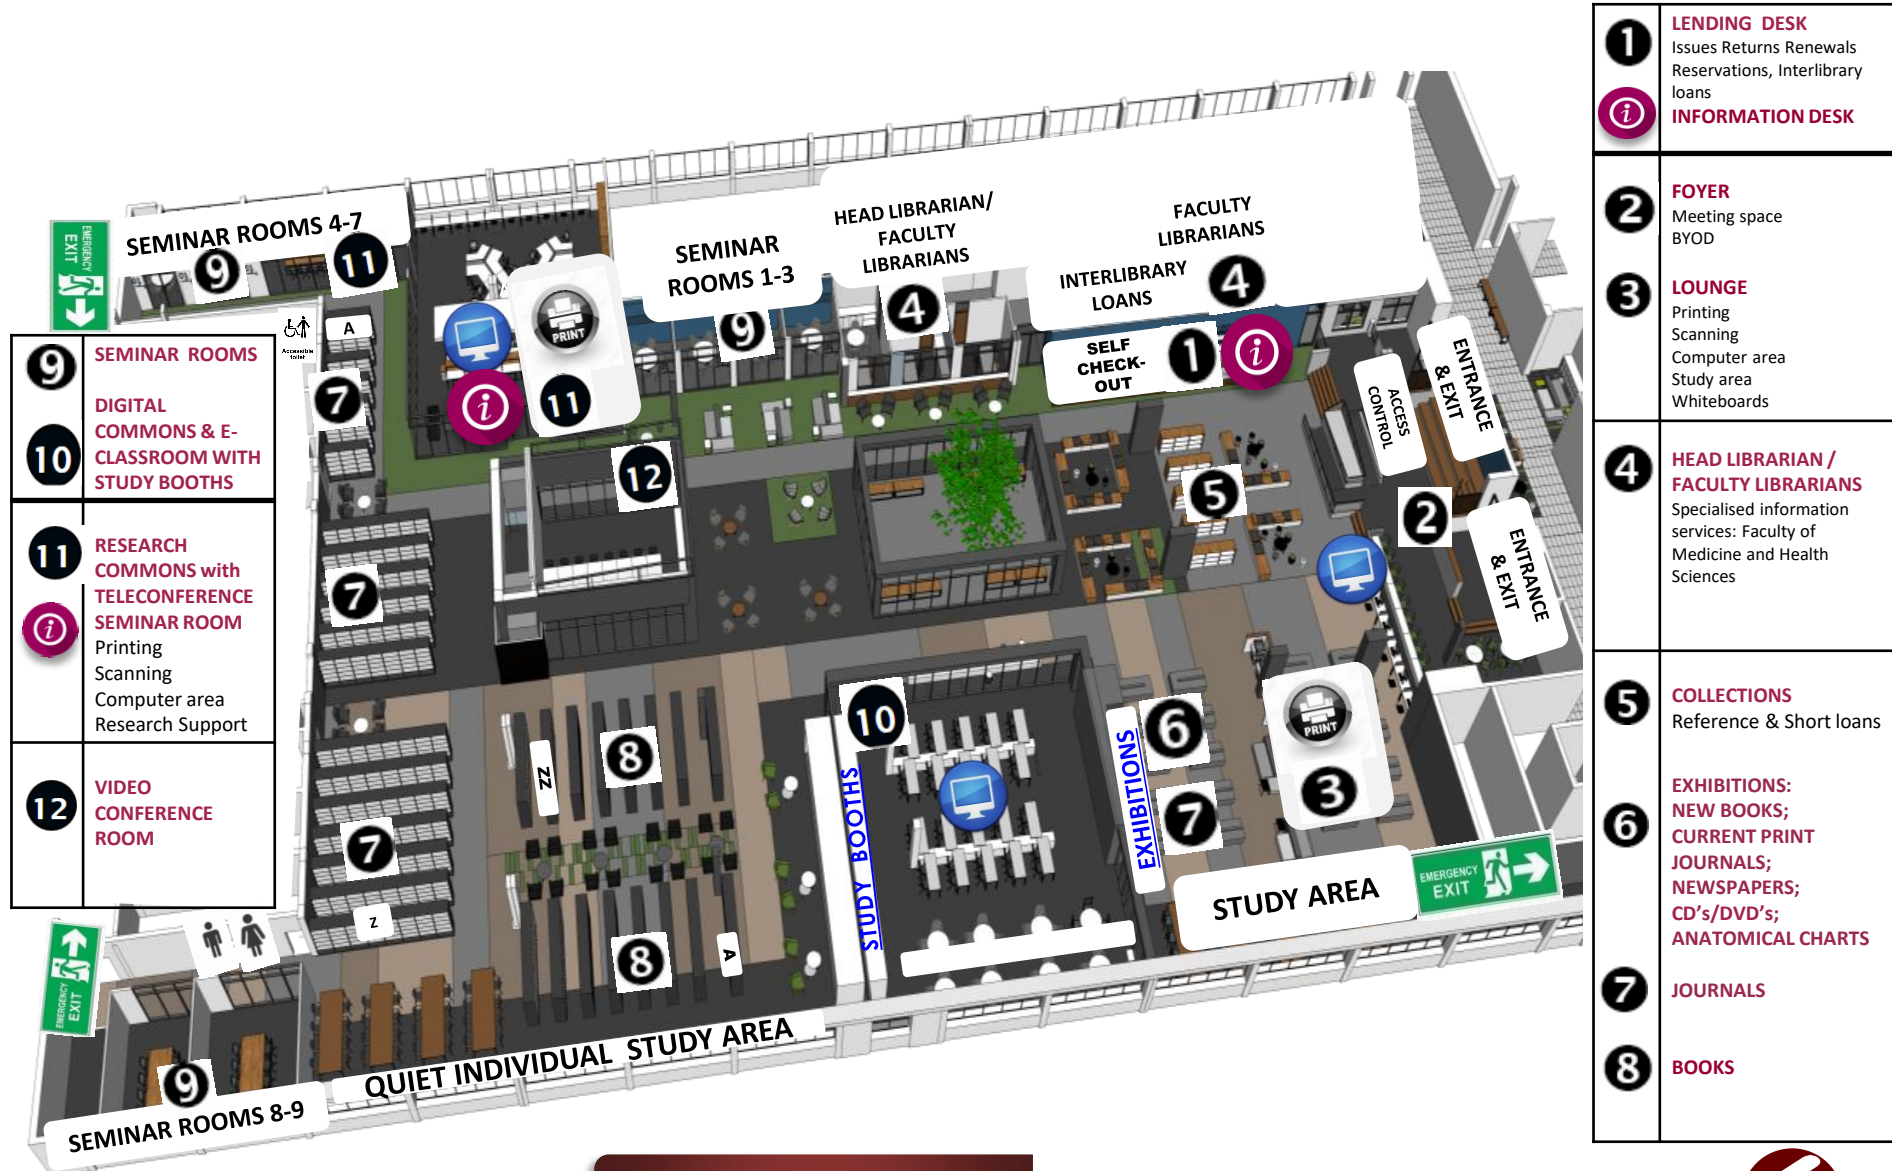 1
LENDING DESK
Issues Returns Renewals
Reservations, Interlibrary
loans
i
INFORMATION DESK
2
FOYER
Meeting space
BYOD
3
LOUNGE
Printing
Scanning
Computer area
Study area
Whiteboards
4
HEAD LIBRARIAN /
FACULTY LIBRARIANS
Specialised information
services: Faculty of
Medicine and Health
Sciences
5
COLLECTIONS
Reference & Short loans
6
EXHIBITIONS:
NEW BOOKS;
CURRENT PRINT
JOURNALS;
NEWSPAPERS;
CD's/DVD's;
ANATOMICAL CHARTS
7
JOURNALS
8
BOOKS
9
SEMINAR ROOMS
10
DIGITAL
COMMONS & E-
CLASSROOM WITH
STUDY BOOTHS
11
RESEARCH
COMMONS with
TELECONFERENCE
SEMINAR ROOM
i
Printing
Scanning
Computer area
Research Support
12
VIDEO
CONFERENCE
ROOM
EMERGENCY
EXIT
SEMINAR ROOMS 4-7
9
11
Accessible
toilet
A
7
PRINT
i
11
SEMINAR
ROOMS 1-3
9
HEAD LIBRARIAN/
FACULTY
LIBRARIANS
4
FACULTY
LIBRARIANS
INTERLIBRARY
LOANS
4
SELF
CHECK-
OUT
1
i
ACCESS
CONTROL
ENTRANCE
& EXIT
ENTRANCE
& EXIT
2
5
12
7
7
Z
ZZ
8
8
A
10
STUDY BOOTHS
EXHIBITIONS
6
7
PRINT
3
STUDY AREA
EMERGENCY
EXIT
EMERGENCY
EXIT
QUIET INDIVIDUAL STUDY AREA
9
SEMINAR ROOMS 8-9